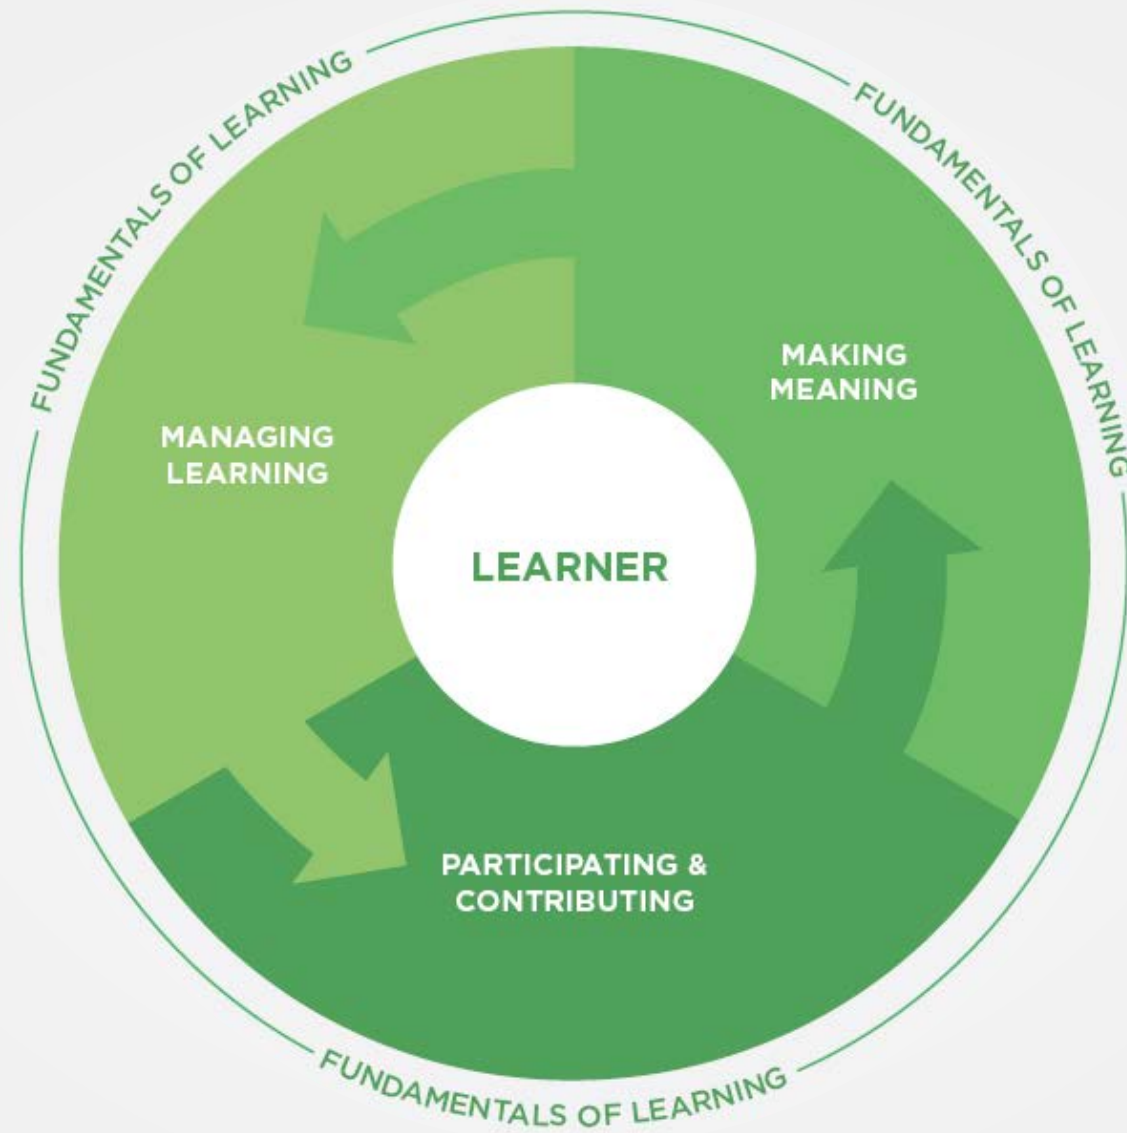 FUNDAMENTALS OF LEARNING
FUNDAMENTALS OF LEARNING
MAKING
MEANING
MANAGING
LEARNING
LEARNER
PARTICIPATING &
CONTRIBUTING
FUNDAMENTALS OF LEARNING